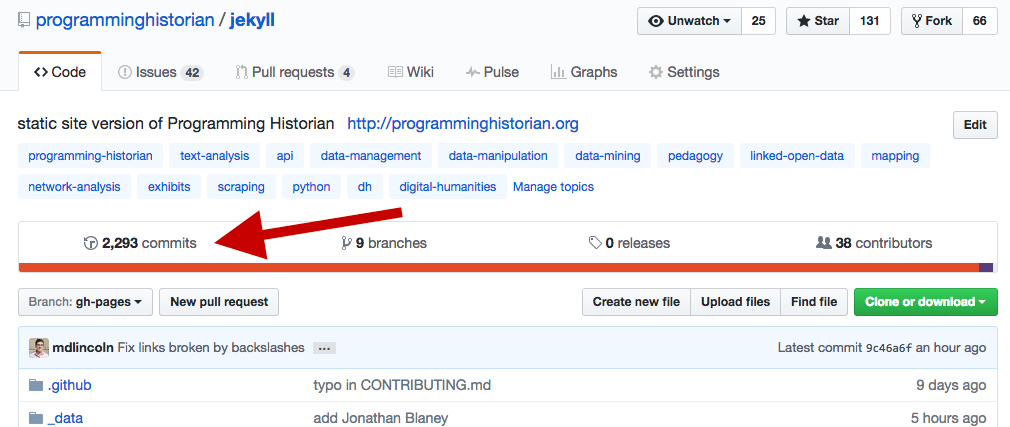 programminghistorian / jekyll Unwatch 25 Star 131 Fork 66
Code Issues 42 Pull requests 4 Wiki Pulse Graphs Settings
static site version of Programming Historian http://programminghistorian.org Edit
programming-historian text-analysis api data-management data-manipulation data-mining pedagogy linked-open-data mapping
network-analysis exhibits scraping python dh digital-humanities Manage topics
2,293 commits 9 branches 0 releases 38 contributors
Branch: gh-pages New pull request Create new file Upload files Find file Clone or download
mdlincoln Fix links broken by backslashes ... Latest commit 9c46a6f an hour ago
.github typo in CONTRIBUTING.md 9 days ago
_data add Jonathan Blaney 5 hours ago